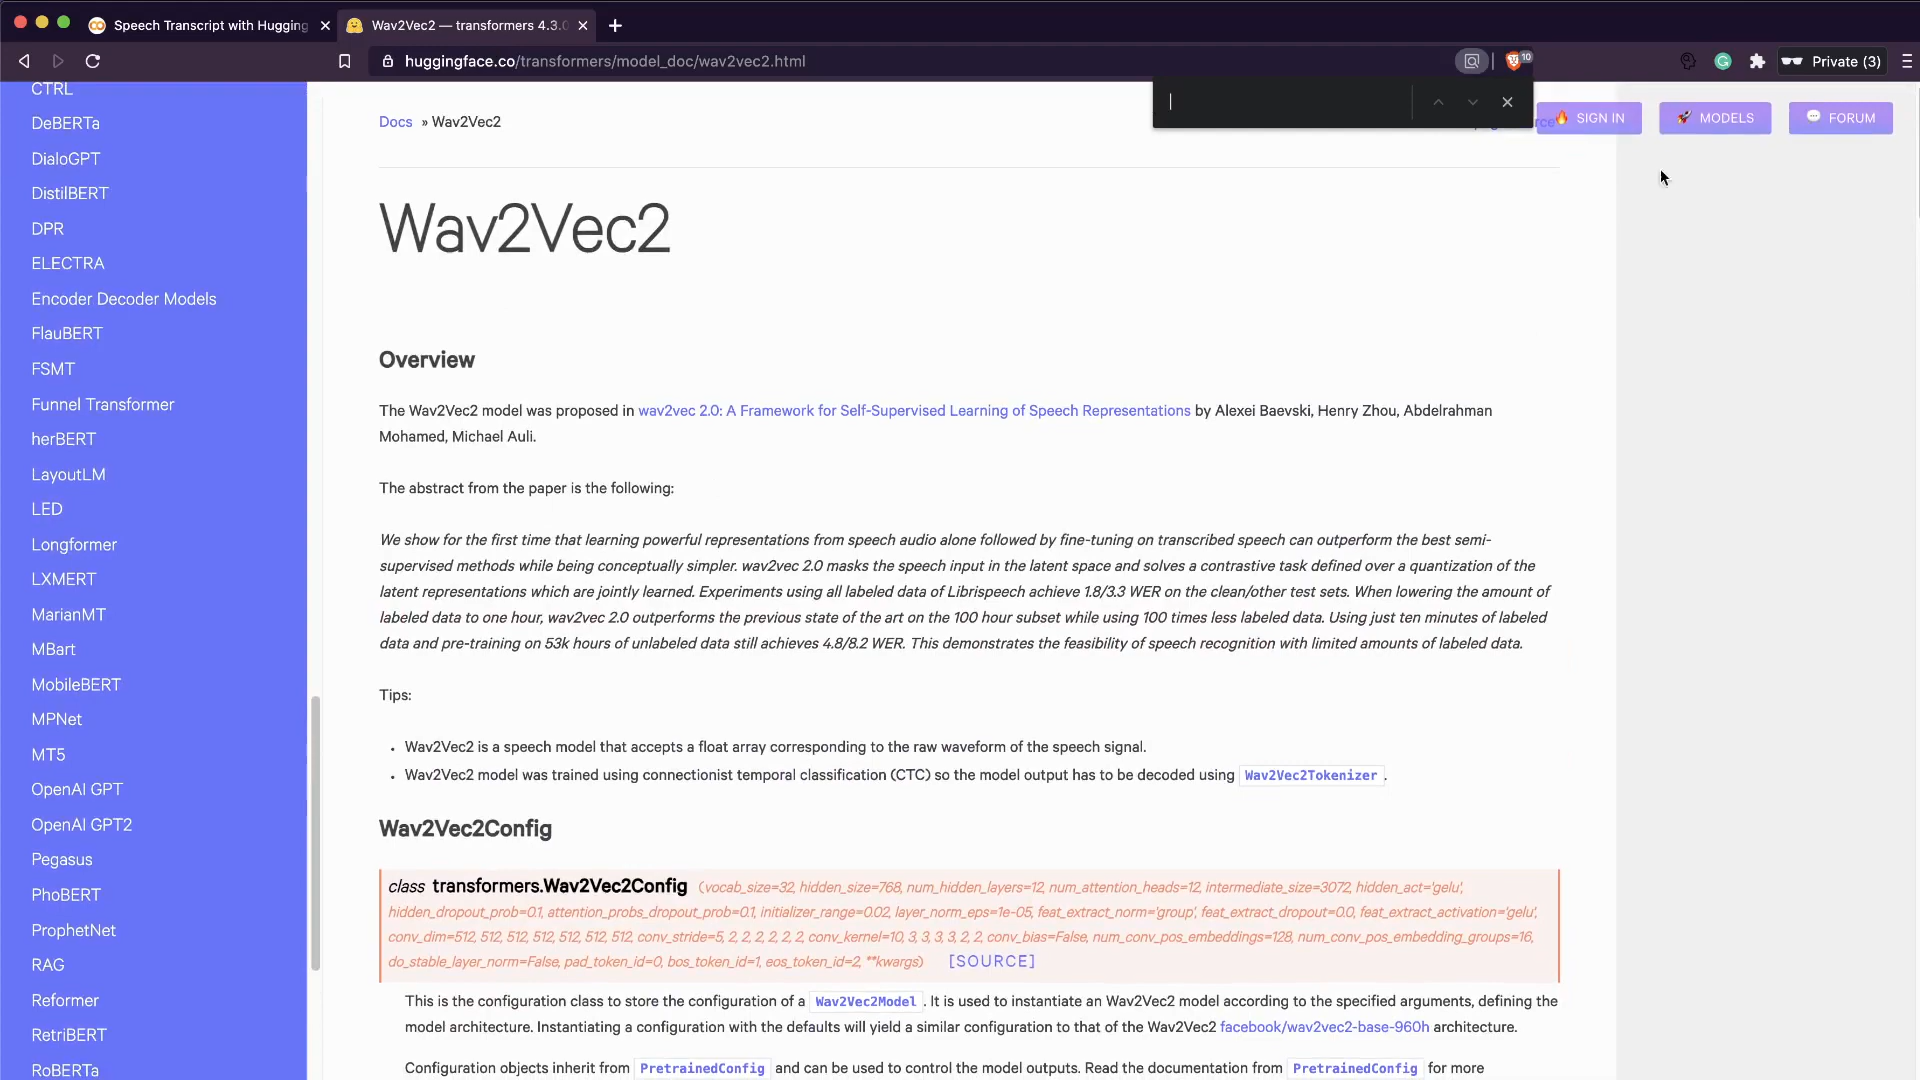 Speech Transcript with Hugging
Wav2Vec2 — transformers 4.3.0
huggingface.co/transformers/model_doc/wav2vec2.html
10
Private (3)
CTRL
DeBERTa
DialoGPT
DistilBERT
DPR
ELECTRA
Encoder Decoder Models
FlauBERT
FSMT
Funnel Transformer
herBERT
LayoutLM
LED
Longformer
LXMERT
MarianMT
MBart
MobileBERT
MPNet
MT5
OpenAI GPT
OpenAI GPT2
Pegasus
PhoBERT
ProphetNet
RAG
Reformer
RetriBERT
RoBERTa
Docs » Wav2Vec2
SIGN IN
MODELS
FORUM
Wav2Vec2
Overview
The Wav2Vec2 model was proposed in wav2vec 2.0: A Framework for Self-Supervised Learning of Speech Representations by Alexei Baevski, Henry Zhou, Abdelrahman
Mohamed, Michael Auli.
The abstract from the paper is the following:
We show for the first time that learning powerful representations from speech audio alone followed by fine-tuning on transcribed speech can outperform the best semi-
supervised methods while being conceptually simpler. wav2vec 2.0 masks the speech input in the latent space and solves a contrastive task defined over a quantization of the
latent representations which are jointly learned. Experiments using all labeled data of Librispeech achieve 1.8/3.3 WER on the clean/other test sets. When lowering the amount of
labeled data to one hour, wav2vec 2.0 outperforms the previous state of the art on the 100 hour subset while using 100 times less labeled data. Using just ten minutes of labeled
data and pre-training on 53k hours of unlabeled data still achieves 4.8/8.2 WER. This demonstrates the feasibility of speech recognition with limited amounts of labeled data.
Tips:
• Wav2Vec2 is a speech model that accepts a float array corresponding to the raw waveform of the speech signal.
• Wav2Vec2 model was trained using connectionist temporal classification (CTC) so the model output has to be decoded using Wav2Vec2Tokenizer .
Wav2Vec2Config
class transformers.Wav2Vec2Config (vocab_size=32, hidden_size=768, num_hidden_layers=12, num_attention_heads=12, intermediate_size=3072, hidden_act='gelu',
hidden_dropout_prob=0.1, attention_probs_dropout_prob=0.1, initializer_range=0.02, layer_norm_eps=1e-05, feat_extract_norm='group', feat_extract_dropout=0.0, feat_extract_activation='gelu',
conv_dim=512, 512, 512, 512, 512, 512, 512, conv_stride=5, 2, 2, 2, 2, 2, 2, conv_kernel=10, 3, 3, 3, 3, 2, 2, conv_bias=False, num_conv_pos_embeddings=128, num_conv_pos_embedding_groups=16,
do_stable_layer_norm=False, pad_token_id=0, bos_token_id=1, eos_token_id=2, **kwargs) [SOURCE]
This is the configuration class to store the configuration of a Wav2Vec2Model . It is used to instantiate an Wav2Vec2 model according to the specified arguments, defining the
model architecture. Instantiating a configuration with the defaults will yield a similar configuration to that of the Wav2Vec2 facebook/wav2vec2-base-960h architecture.
Configuration objects inherit from PretrainedConfig and can be used to control the model outputs. Read the documentation from PretrainedConfig for more